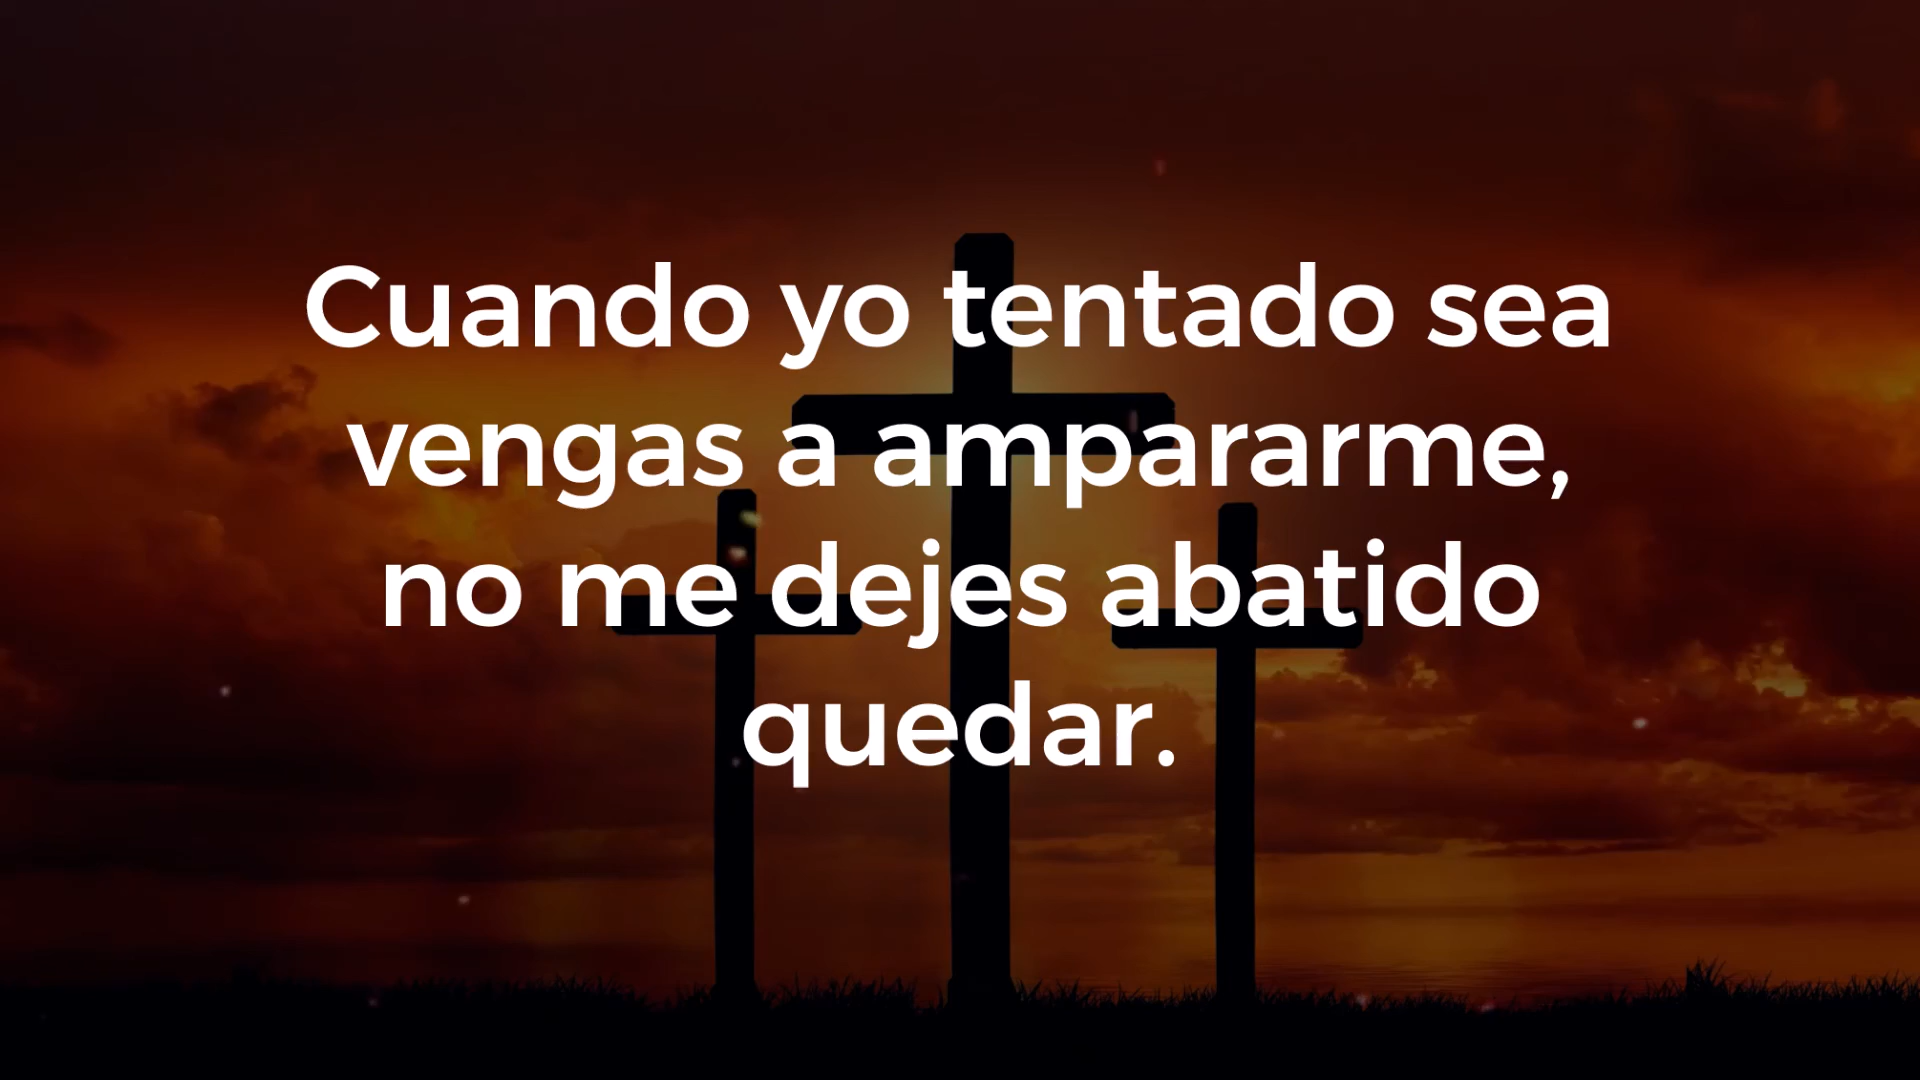 Cuando yo tentado sea
vengas a ampararme,
no me dejes abatido
quedar.